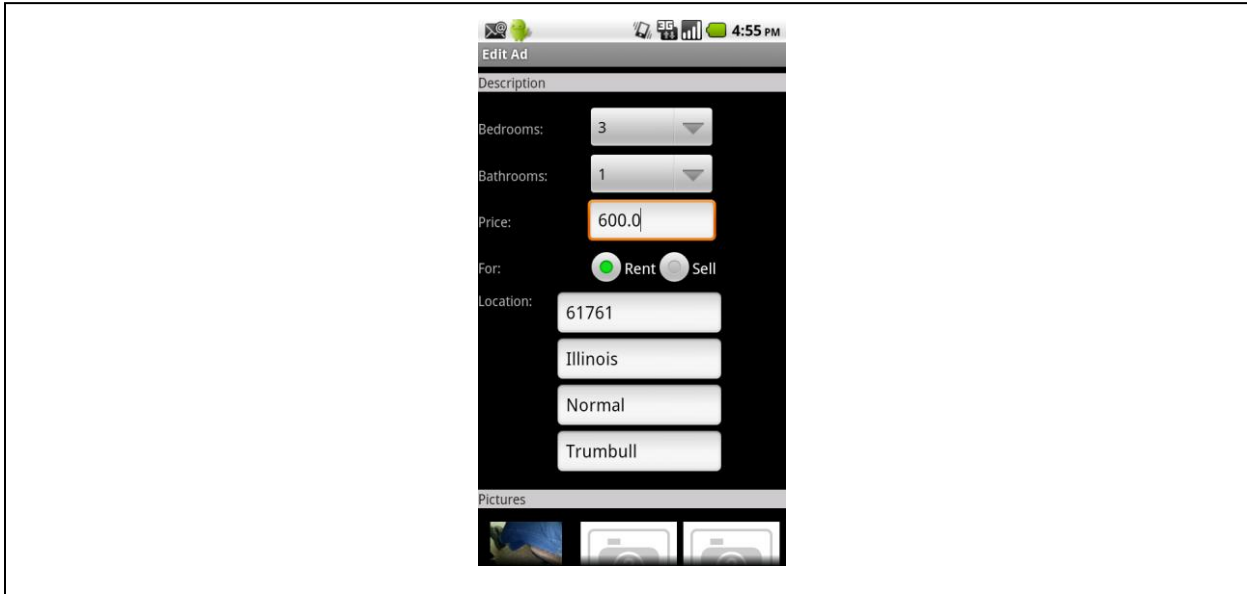 3G 4:55 PM
Edit Ad
Description
Bedrooms: 3
Bathrooms: 1
Price: 600.0
For: Rent Sell
Location: 61761
Illinois
Normal
Trumbull
Pictures